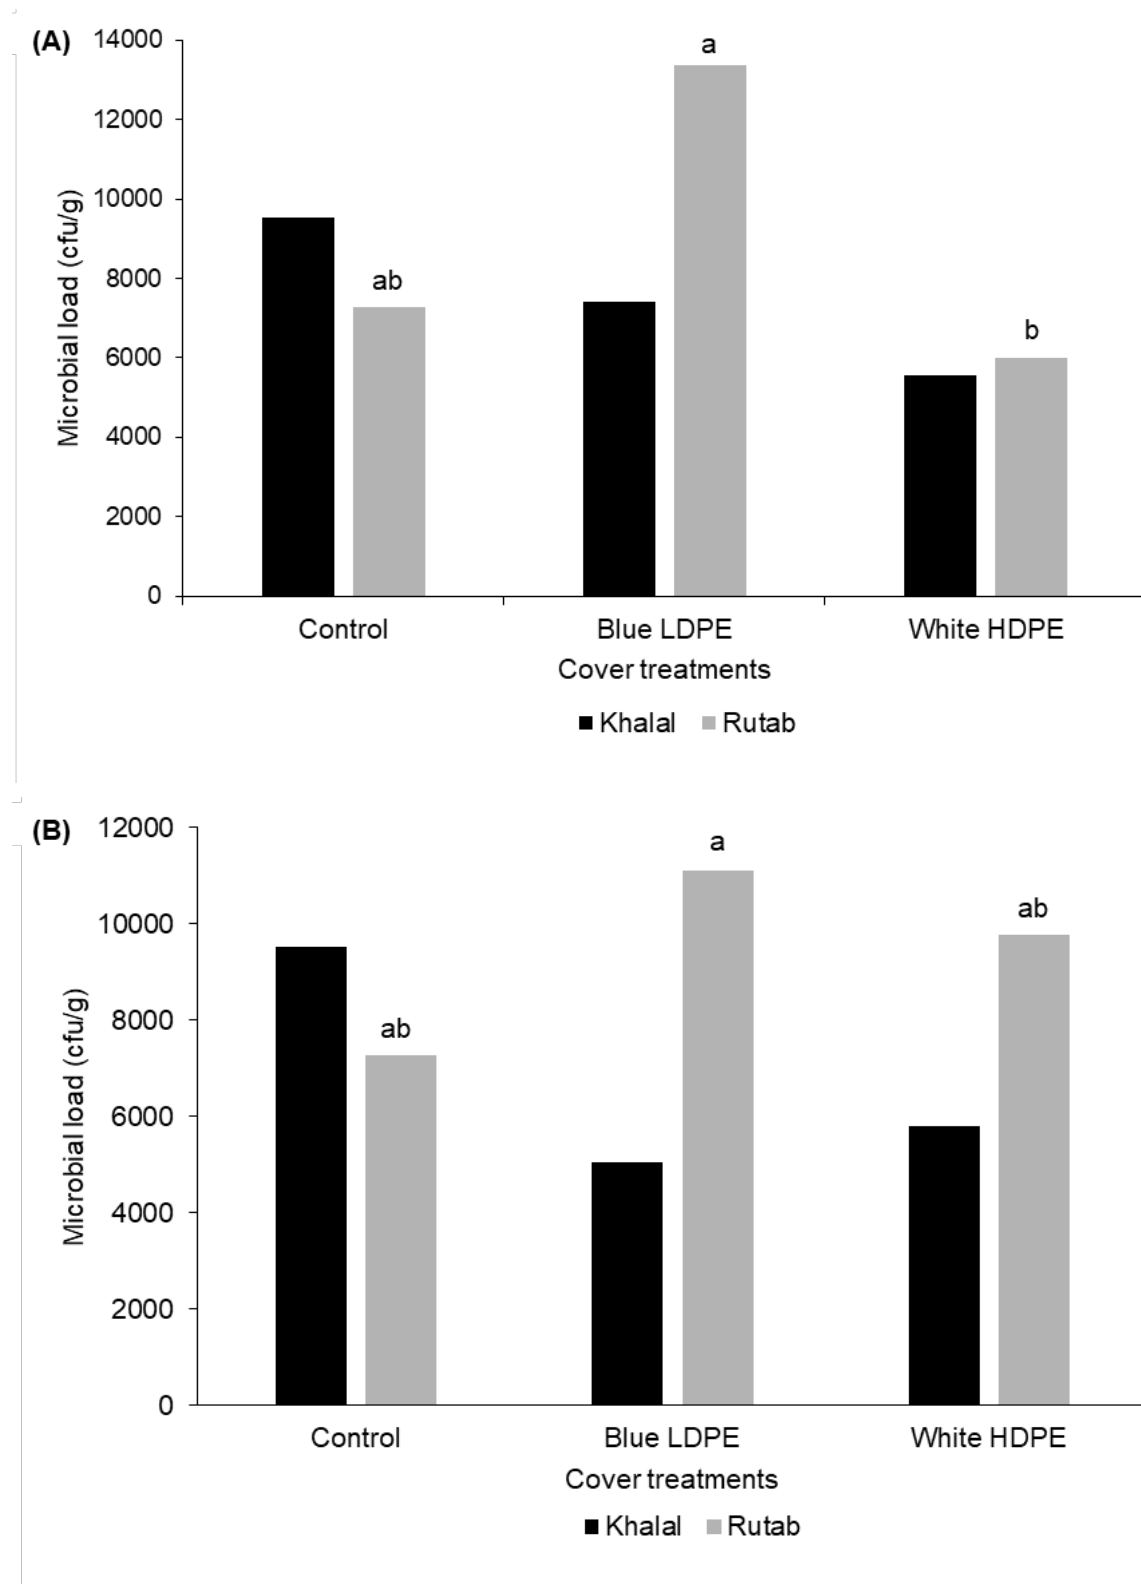 (A)
14000
12000
10000
8000
6000
4000
2000
0
Microbial load (cfu/g)
ab
a
b
Control Blue LDPE White HDPE
Cover treatments
Khalal Rutab
(B)
12000
10000
8000
6000
4000
2000
0
Microbial load (cfu/g)
ab
a
ab
Control Blue LDPE White HDPE
Cover treatments
Khalal Rutab